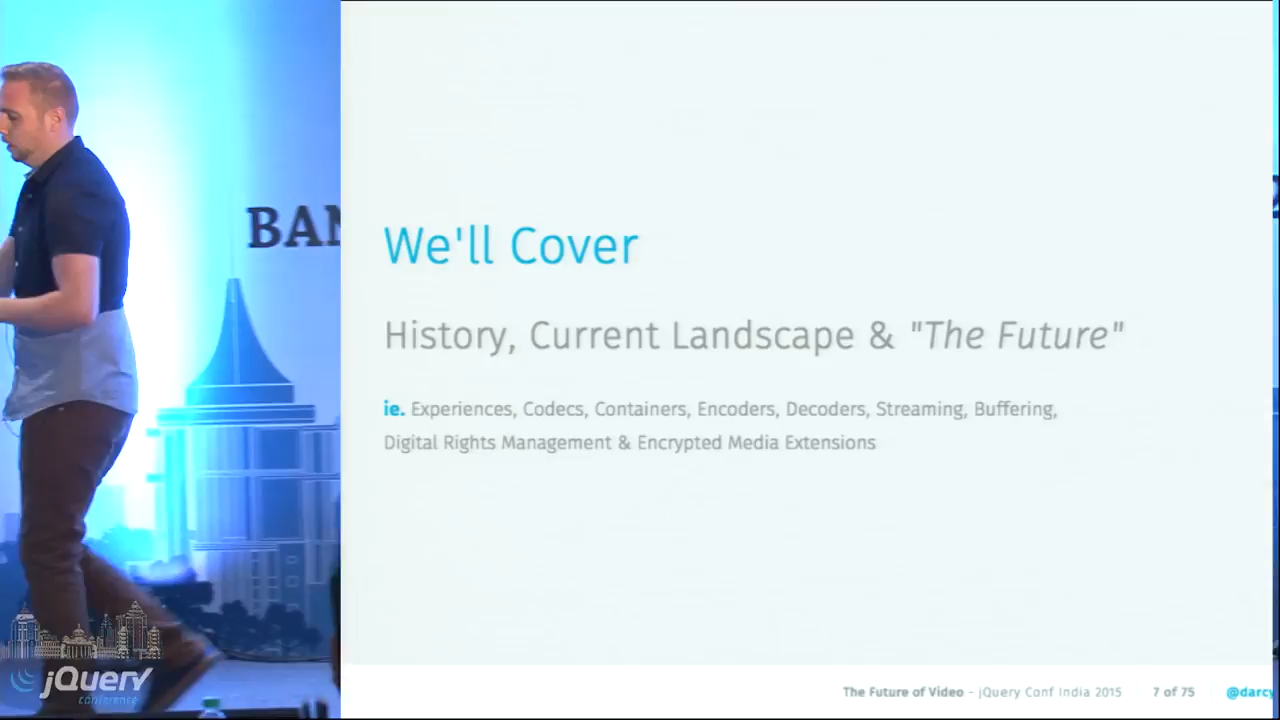 BAN
We'll Cover
History, Current Landscape & "The Future"
ie. Experiences, Codecs, Containers, Encoders, Decoders, Streaming, Buffering,
Digital Rights Management & Encrypted Media Extensions
The Future of Video - jQuery Conf India 2015
7 of 75
@darcy
jQuery
conference